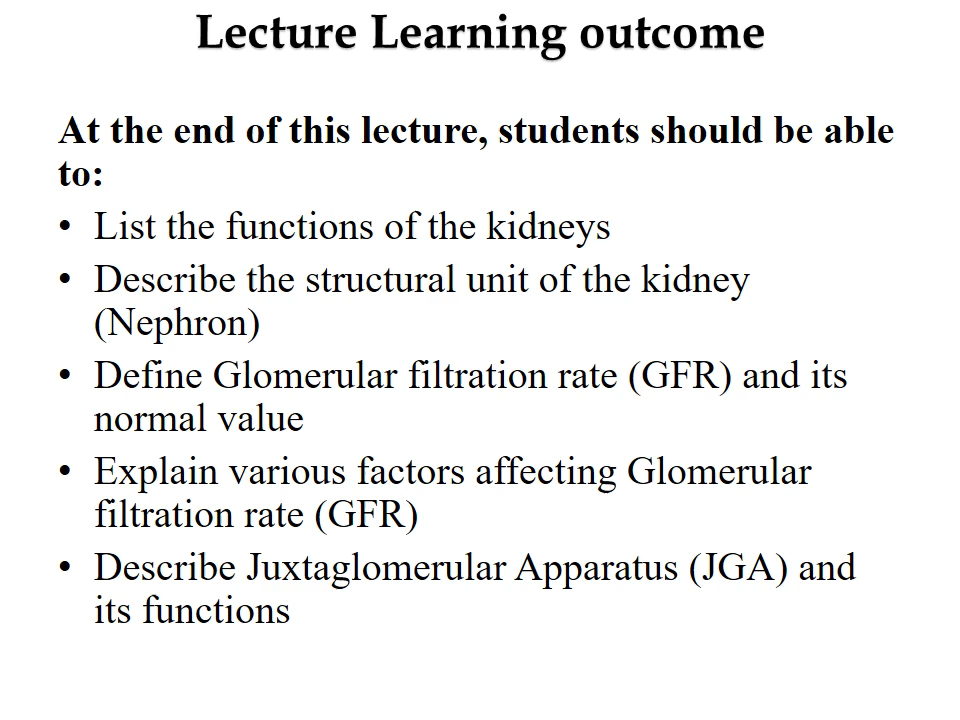 Lecture Learning outcome
At the end of this lecture, students should be able
to:
• List the functions of the kidneys
• Describe the structural unit of the kidney
(Nephron)
• Define Glomerular filtration rate (GFR) and its
normal value
• Explain various factors affecting Glomerular
filtration rate (GFR)
• Describe Juxtaglomerular Apparatus (JGA) and
its functions